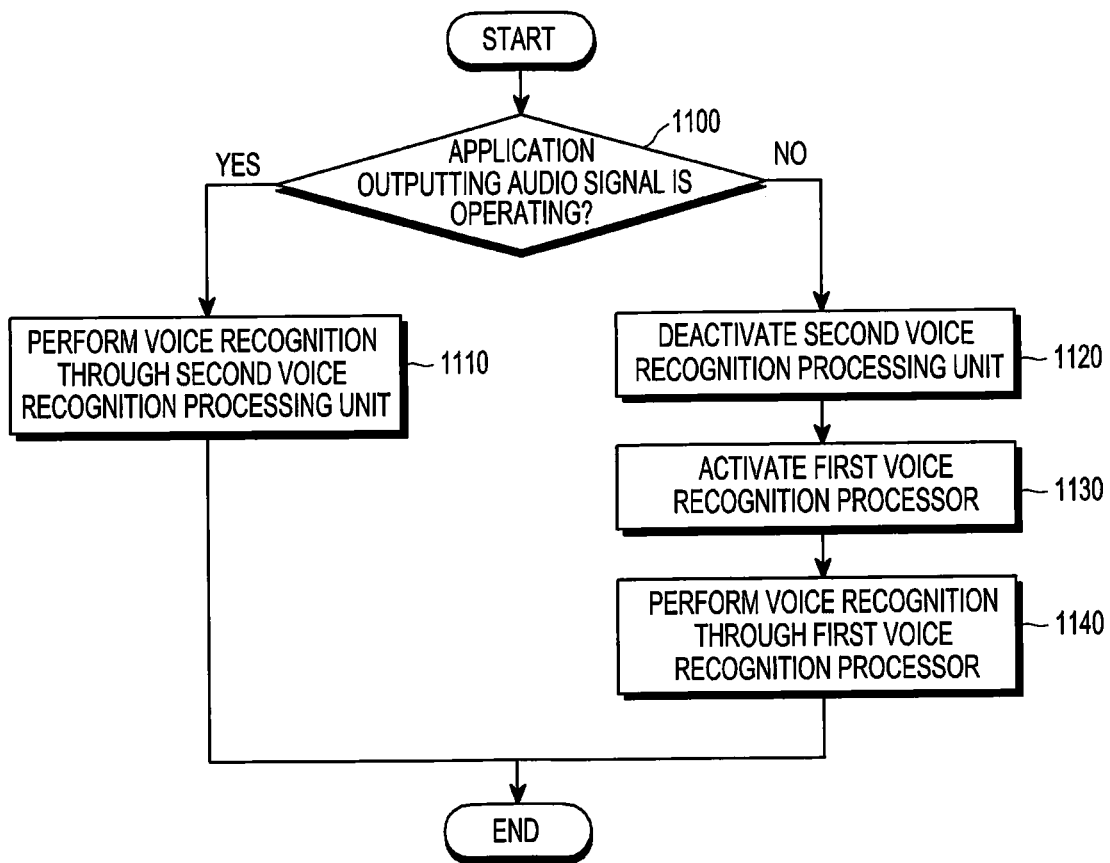 START
1100
APPLICATION
OUTPUTTING AUDIO SIGNAL IS
OPERATING?
YES
NO
PERFORM VOICE RECOGNITION
THROUGH SECOND VOICE
RECOGNITION PROCESSING UNIT
1110
DEACTIVATE SECOND VOICE
RECOGNITION PROCESSING UNIT
1120
ACTIVATE FIRST VOICE
RECOGNITION PROCESSOR
1130
PERFORM VOICE RECOGNITION
THROUGH FIRST VOICE
RECOGNITION PROCESSOR
1140
END